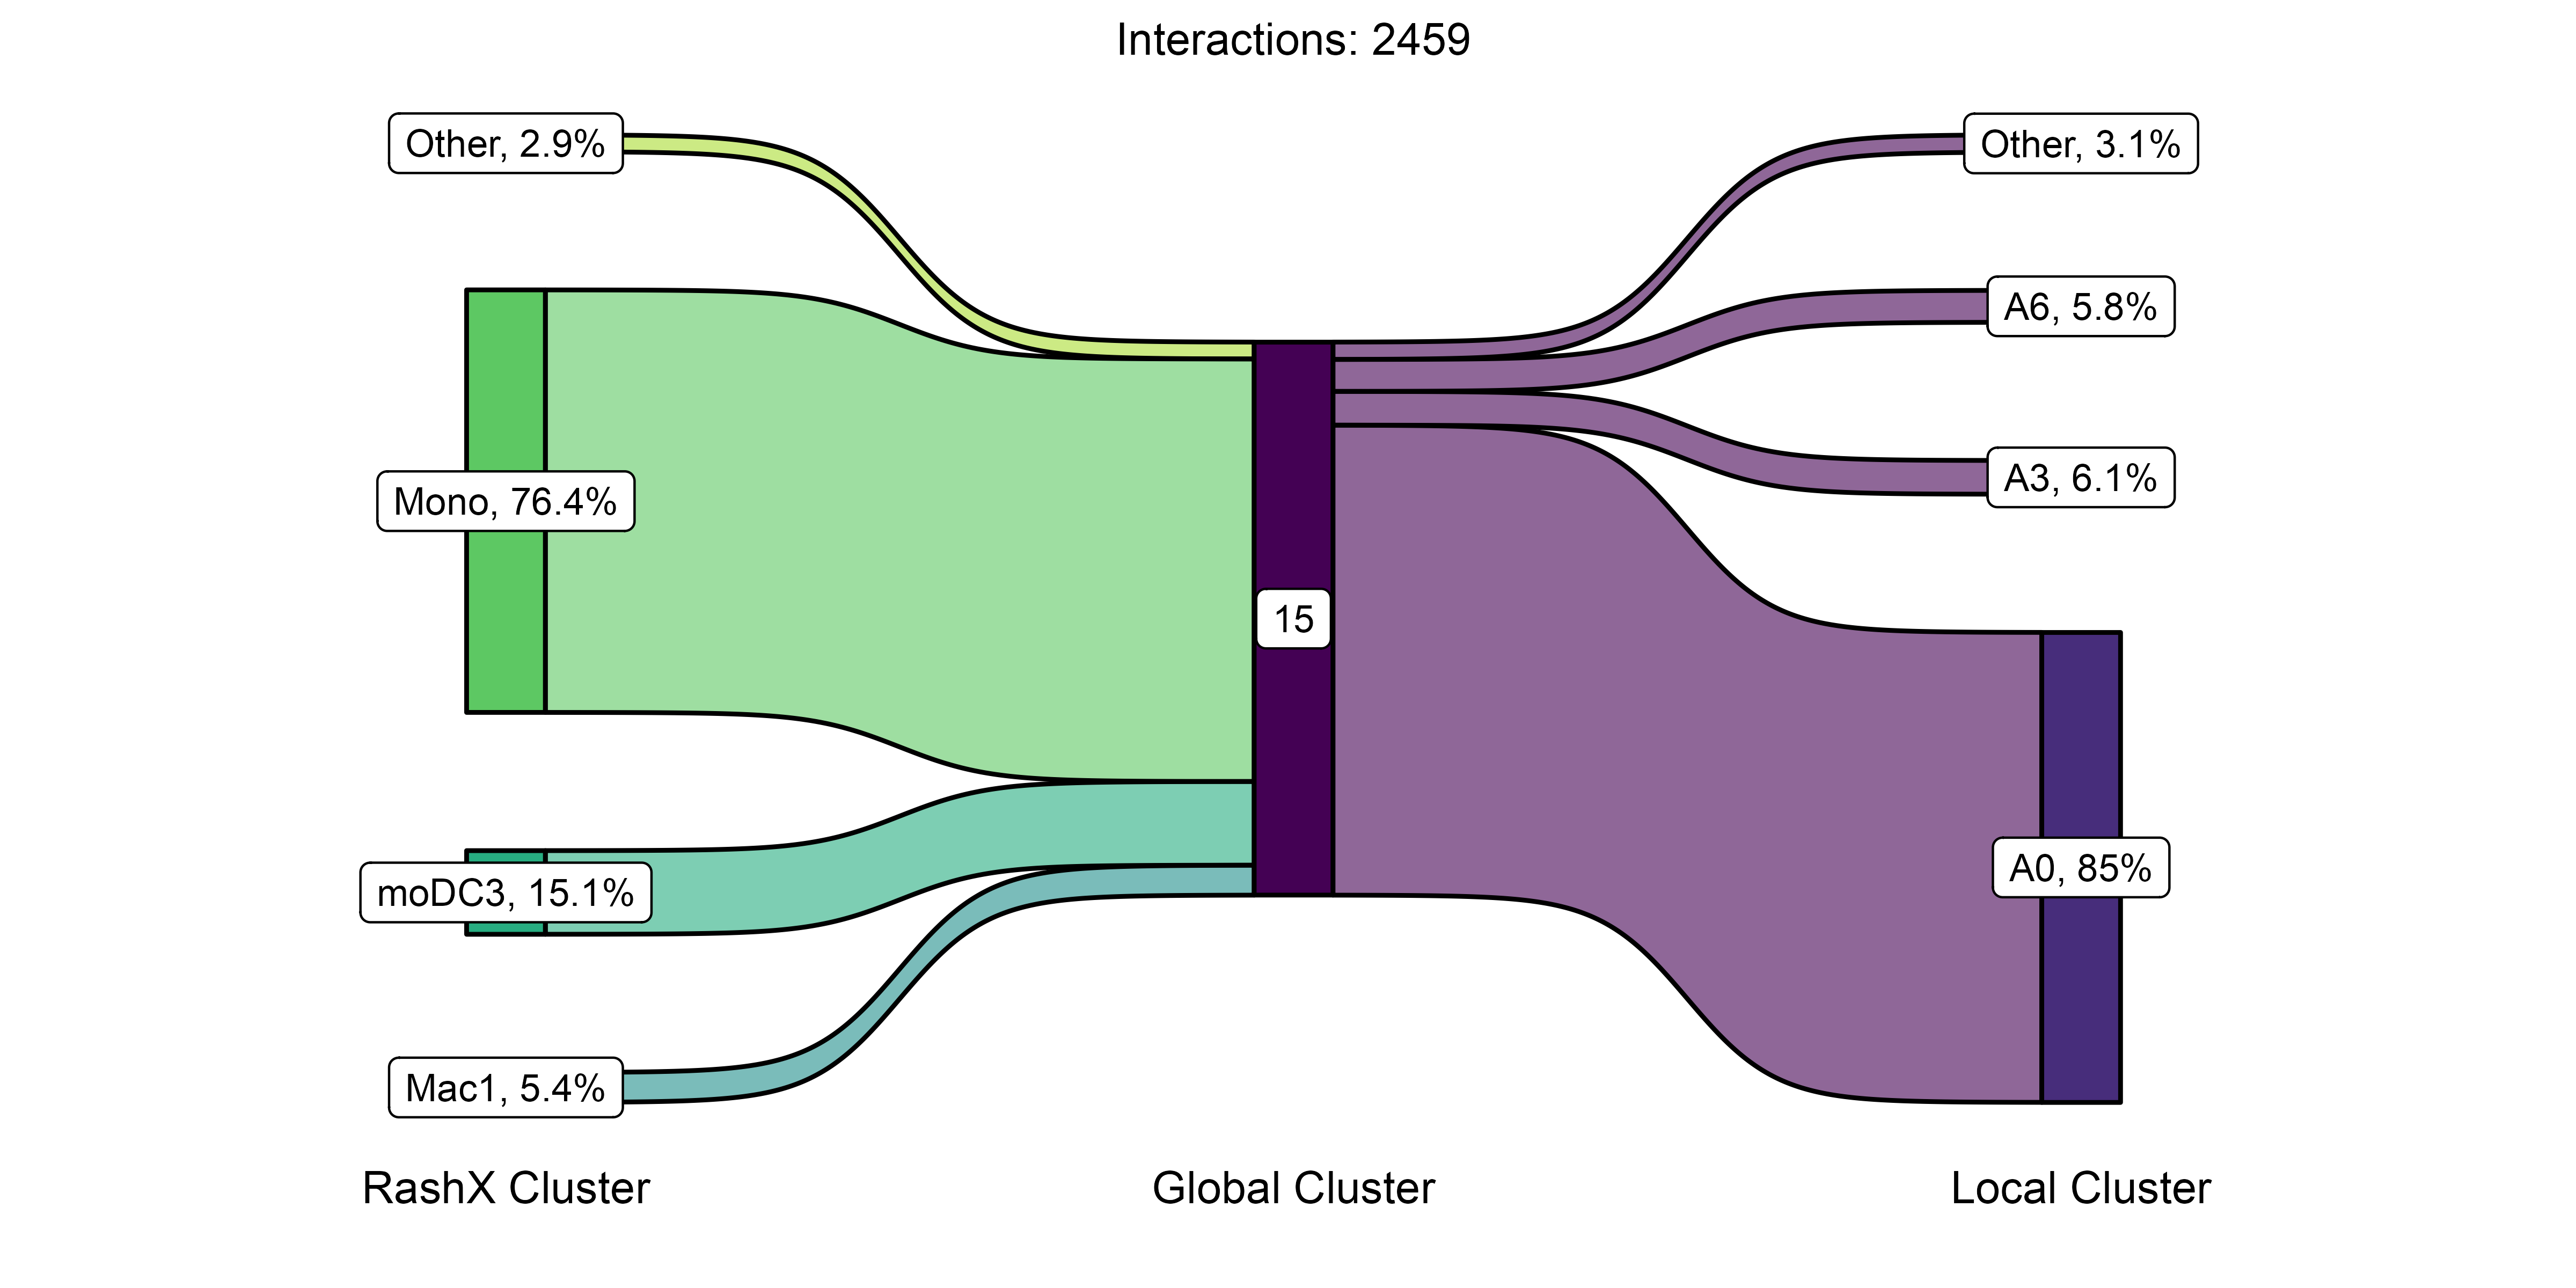 Interactions: 2459
Other, 2.9%
Other, 3.1%
A6, 5.8%
Mono, 76.4%
A3, 6.1%
15
moDC3, 15.1%
A0, 85%
Mac1, 5.4%
RashX Cluster
Global Cluster
Local Cluster